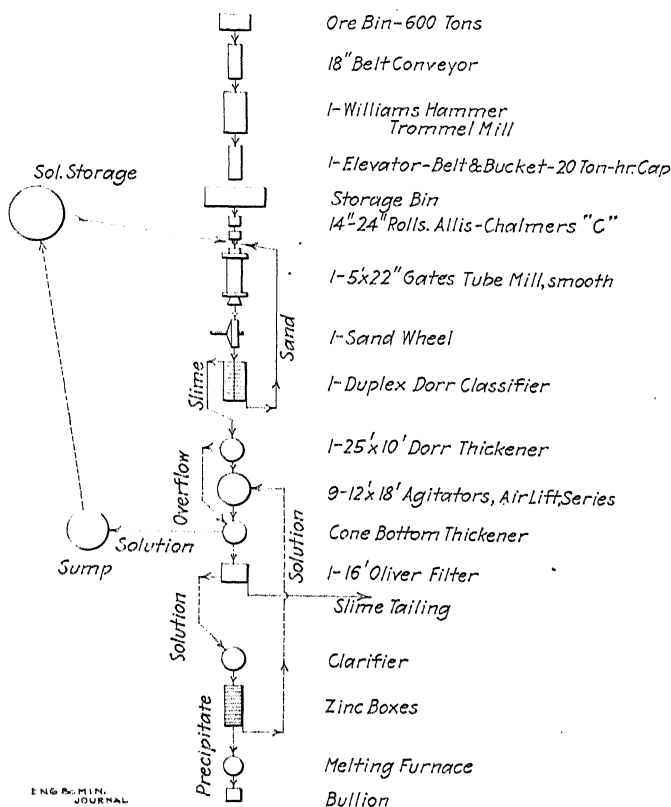 Ore Bin-600 Tons
18" Belt Conveyor
1-Williams Hammer
Trommel Mill
1-Elevator-Belt & Bucket-20 Ton-hr. Cap
Sol. Storage
Storage Bin
14"-24" Rolls. Allis-Chalmers "C"
1-5'x22" Gates Tube Mill, smooth
Sand
1-Sand Wheel
Slime
1-Duplex Dorr Classifier
1-25'x10' Dorr Thickener
Overflow
9-12'x18' Agitators, Air Lift, Series
Solution
Cone Bottom Thickener
Solution
Sump
1-16' Oliver Filter
Slime Tailing
Solution
Clarifier
Zinc Boxes
Precipitate
Melting Furnace
Bullion
ENG & MIN.
JOURNAL